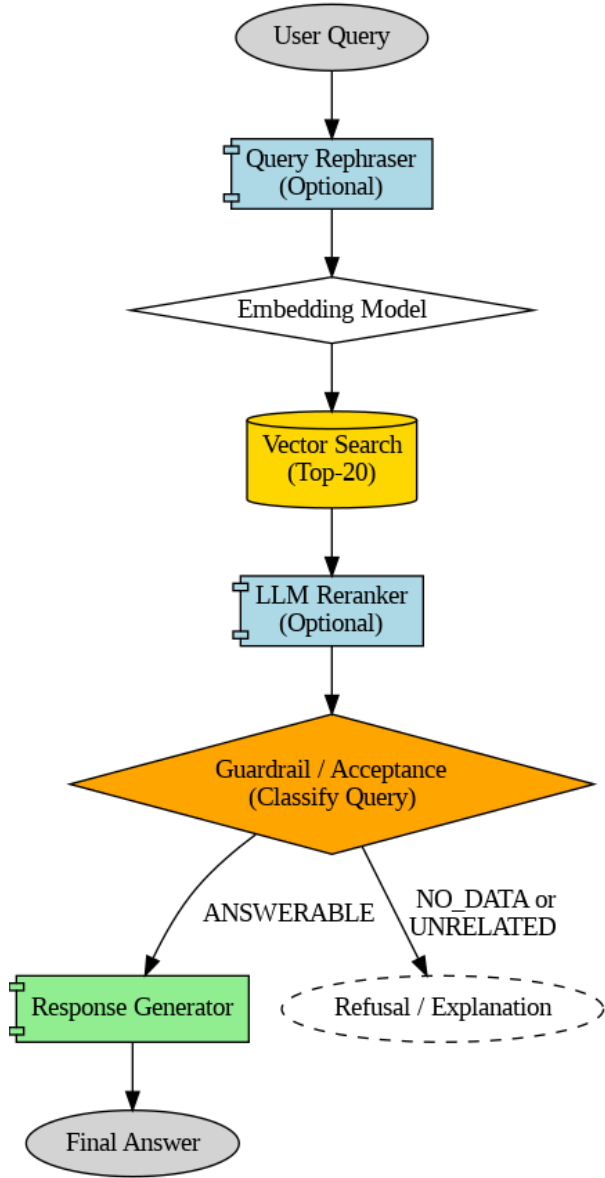 User Query
Query Rephraser
(Optional)
Embedding Model
Vector Search
(Top-20)
LLM Reranker
(Optional)
Guardrail / Acceptance
(Classify Query)
ANSWERABLE
NO_DATA or
UNRELATED
Response Generator
Refusal / Explanation
Final Answer